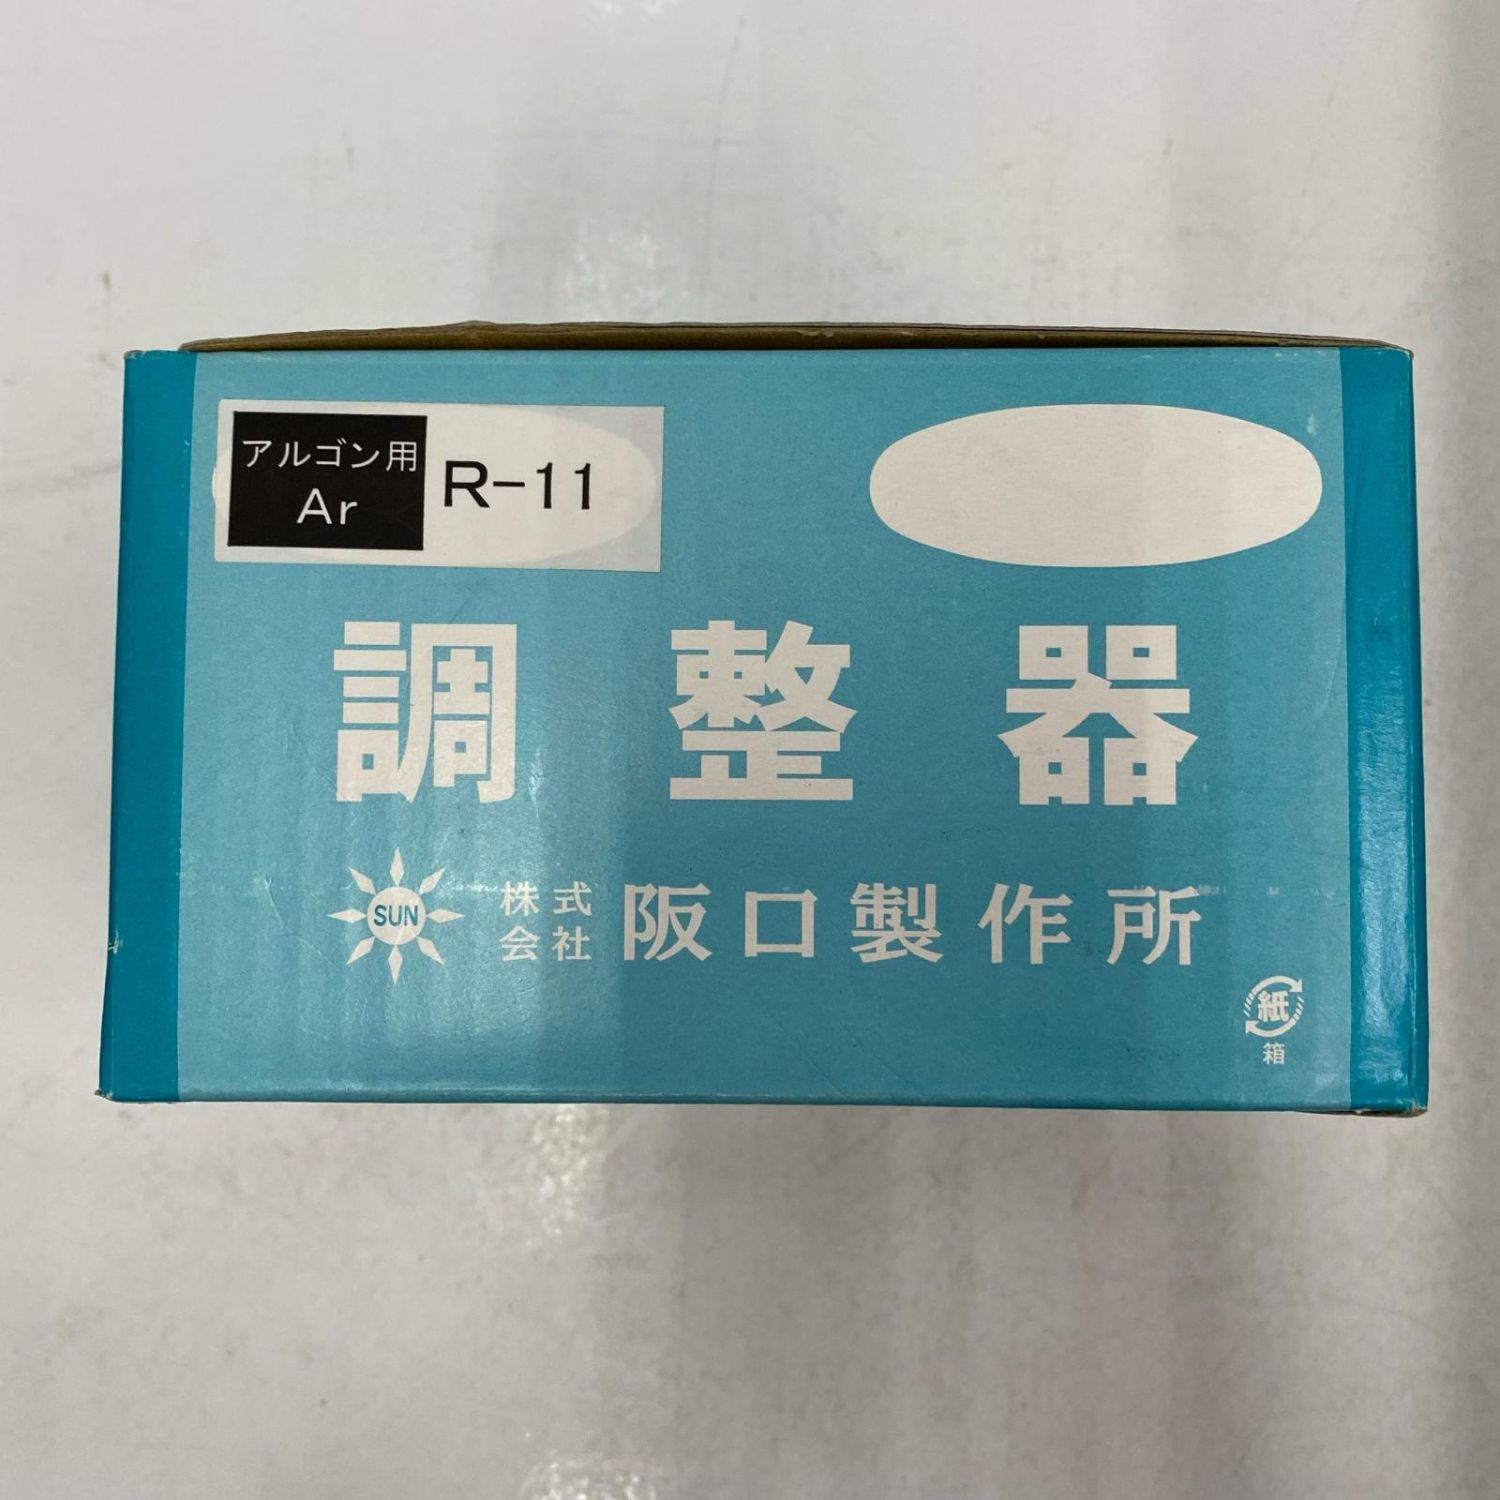 アルゴン用
Ar
R-11
調整器
SUN
株式
会社
阪口製作所
紙
箱